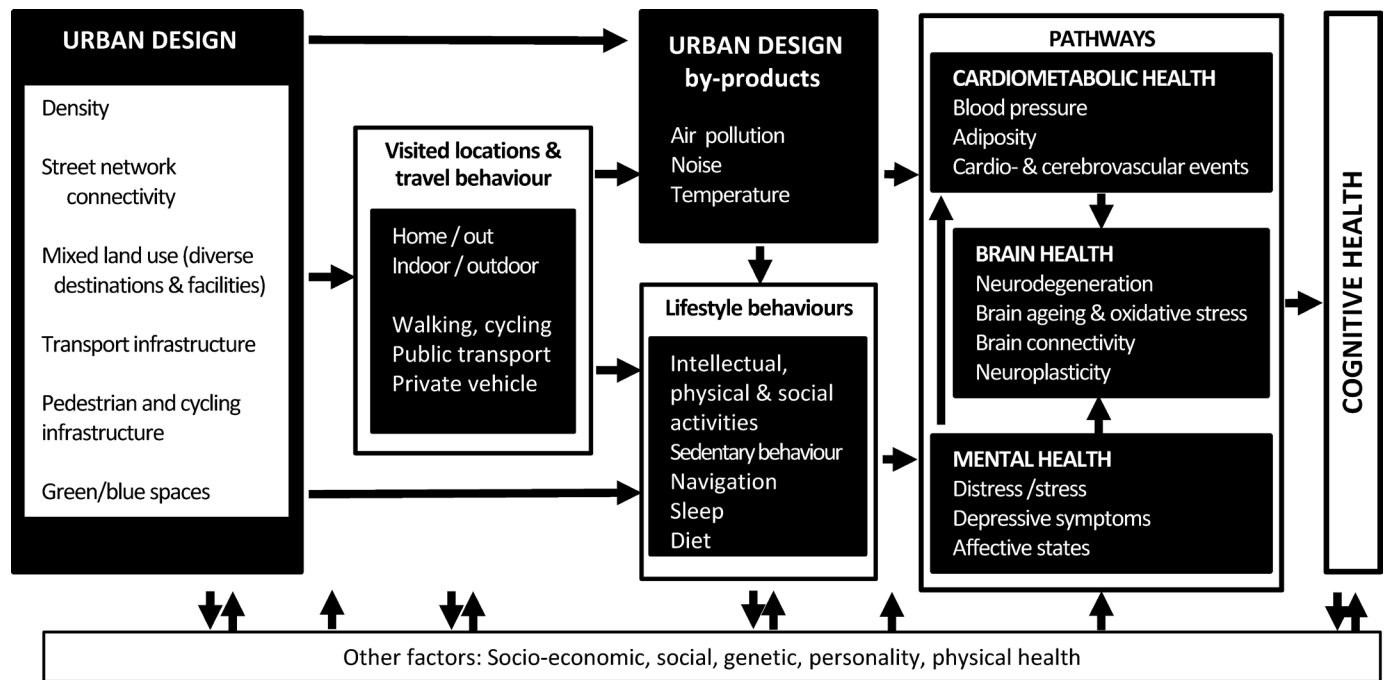 URBAN DESIGN
Density
Street network
connectivity
Mixed land use (diverse
destinations & facilities)
Transport infrastructure
Pedestrian and cycling
infrastructure
Green/blue spaces
Visited locations &
travel behaviour
Home / out
Indoor / outdoor
Walking, cycling
Public transport
Private vehicle
URBAN DESIGN
by-products
Air pollution
Noise
Temperature
Lifestyle behaviours
Intellectual,
physical & social
activities
Sedentary behaviour
Navigation
Sleep
Diet
PATHWAYS
CARDIOMETABOLIC HEALTH
Blood pressure
Adiposity
Cardio- & cerebrovascular events
BRAIN HEALTH
Neurodegeneration
Brain ageing & oxidative stress
Brain connectivity
Neuroplasticity
MENTAL HEALTH
Distress /stress
Depressive symptoms
Affective states
COGNITIVE HEALTH
Other factors: Socio-economic, social, genetic, personality, physical health